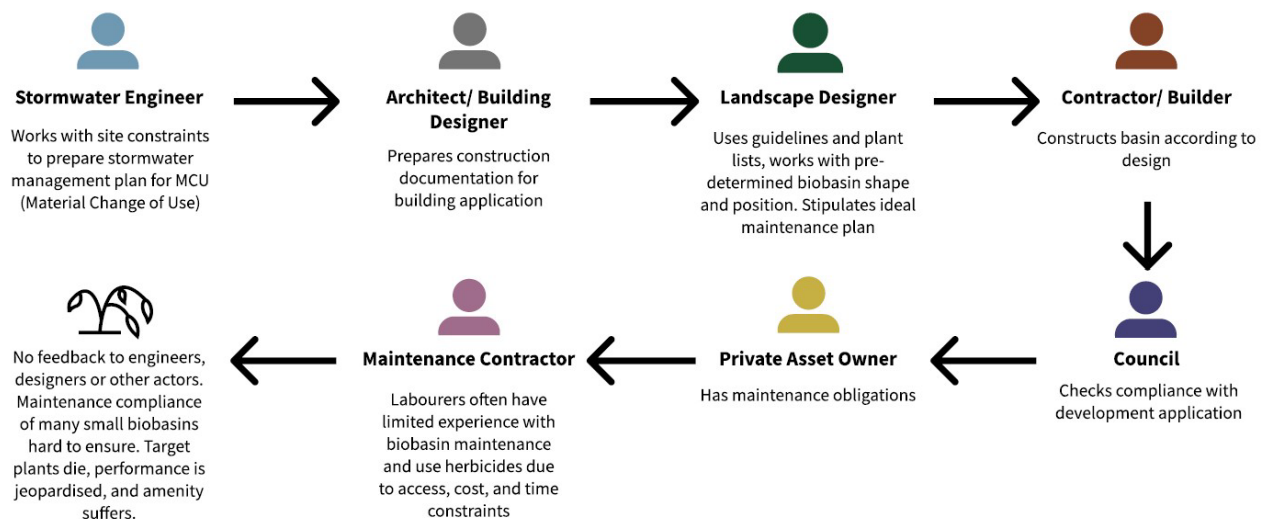 Stormwater Engineer
Works with site constraints
to prepare stormwater
management plan for MCU
(Material Change of Use)
Architect/ Building
Designer
Prepares construction
documentation for
building application
Landscape Designer
Uses guidelines and plant
lists, works with pre-
determined biobasin shape
and position. Stipulates ideal
maintenance plan
Contractor/ Builder
Constructs basin according to
design
Council
Checks compliance with
development application
Private Asset Owner
Has maintenance obligations
Maintenance Contractor
Labourers often have
limited experience with
biobasin maintenance
and use herbicides due
to access, cost, and time
constraints
No feedback to engineers,
designers or other actors.
Maintenance compliance
of many small biobasins
hard to ensure. Target
plants die, performance is
jeopardised, and amenity
suffers.